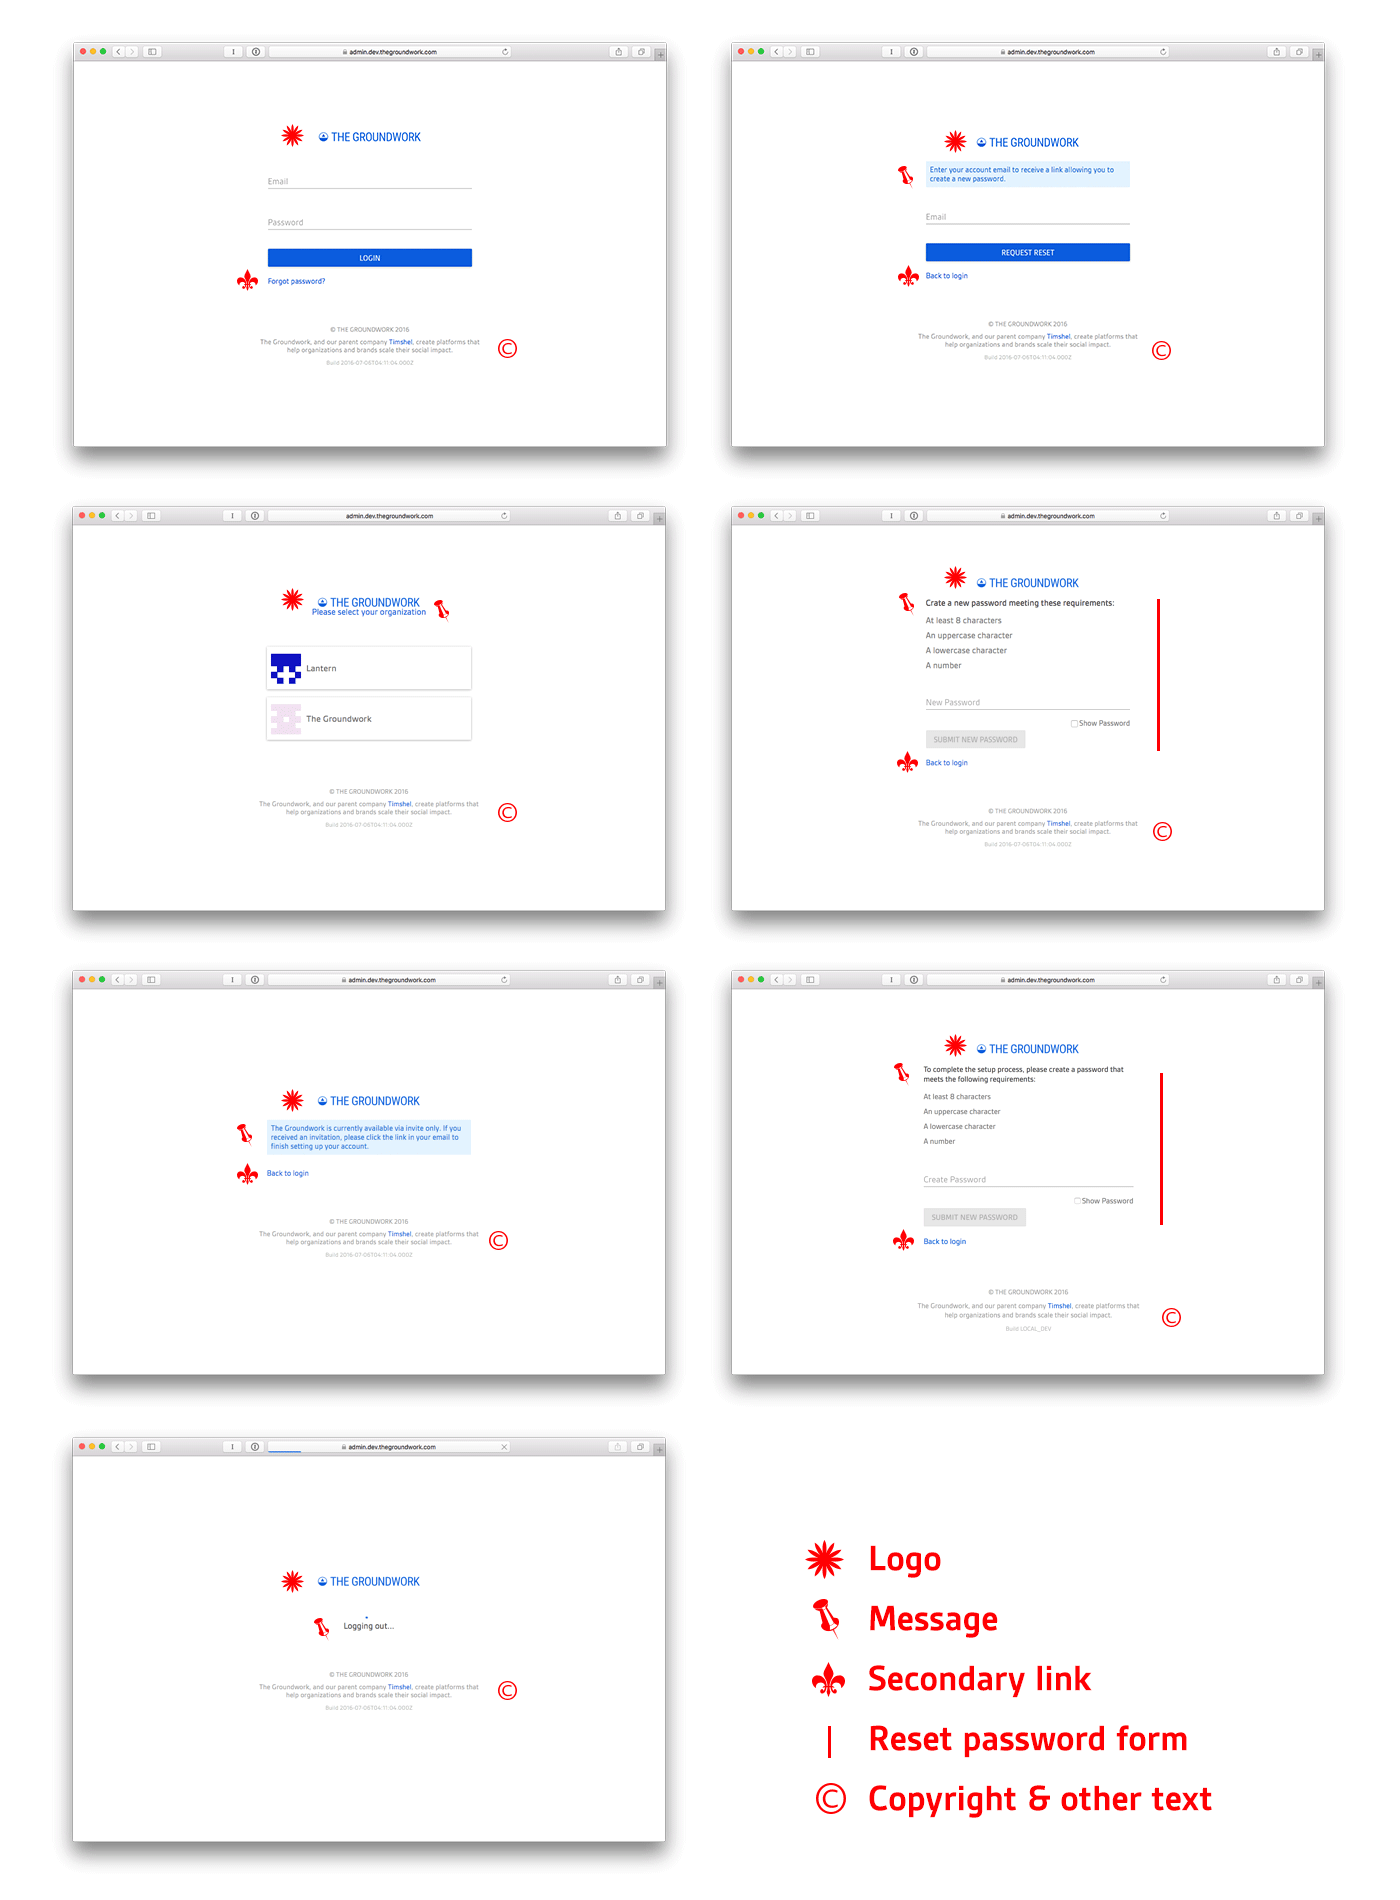 admin.dev.thegroundwork.com
THE GROUNDWORK
Email
Password
LOGIN
Forgot password?
© THE GROUNDWORK 2016
The Groundwork, and our parent company Timshel, create platforms that
help organizations and brands scale their social impact.
Build 2016-07-06T04:11:04.000Z
©
admin.dev.thegroundwork.com
THE GROUNDWORK
Enter your account email to receive a link allowing you to
create a new password.
Email
REQUEST RESET
Back to login
© THE GROUNDWORK 2016
The Groundwork, and our parent company Timshel, create platforms that
help organizations and brands scale their social impact.
Build 2016-07-06T04:11:04.000Z
©
admin.dev.thegroundwork.com
THE GROUNDWORK
Please select your organization
Lantern
The Groundwork
© THE GROUNDWORK 2016
The Groundwork, and our parent company Timshel, create platforms that
help organizations and brands scale their social impact.
Build 2016-07-06T04:11:04.000Z
©
admin.dev.thegroundwork.com
THE GROUNDWORK
Crate a new password meeting these requirements:
At least 8 characters
An uppercase character
A lowercase character
A number
New Password
Show Password
SUBMIT NEW PASSWORD
Back to login
© THE GROUNDWORK 2016
The Groundwork, and our parent company Timshel, create platforms that
help organizations and brands scale their social impact.
Build 2016-07-06T04:11:04.000Z
©
admin.dev.thegroundwork.com
THE GROUNDWORK
The Groundwork is currently available via invite only. If you
received an invitation, please click the link in your email to
finish setting up your account.
Back to login
© THE GROUNDWORK 2016
The Groundwork, and our parent company Timshel, create platforms that
help organizations and brands scale their social impact.
Build 2016-07-06T04:11:04.000Z
©
admin.dev.thegroundwork.com
THE GROUNDWORK
To complete the setup process, please create a password that
meets the following requirements:
At least 8 characters
An uppercase character
A lowercase character
A number
Create Password
Show Password
SUBMIT NEW PASSWORD
Back to login
© THE GROUNDWORK 2016
The Groundwork, and our parent company Timshel, create platforms that
help organizations and brands scale their social impact.
Build LOCAL_DEV
©
admin.dev.thegroundwork.com
THE GROUNDWORK
Logging out...
© THE GROUNDWORK 2016
The Groundwork, and our parent company Timshel, create platforms that
help organizations and brands scale their social impact.
Build 2016-07-06T04:11:04.000Z
©
Logo
Message
Secondary link
Reset password form
© Copyright & other text